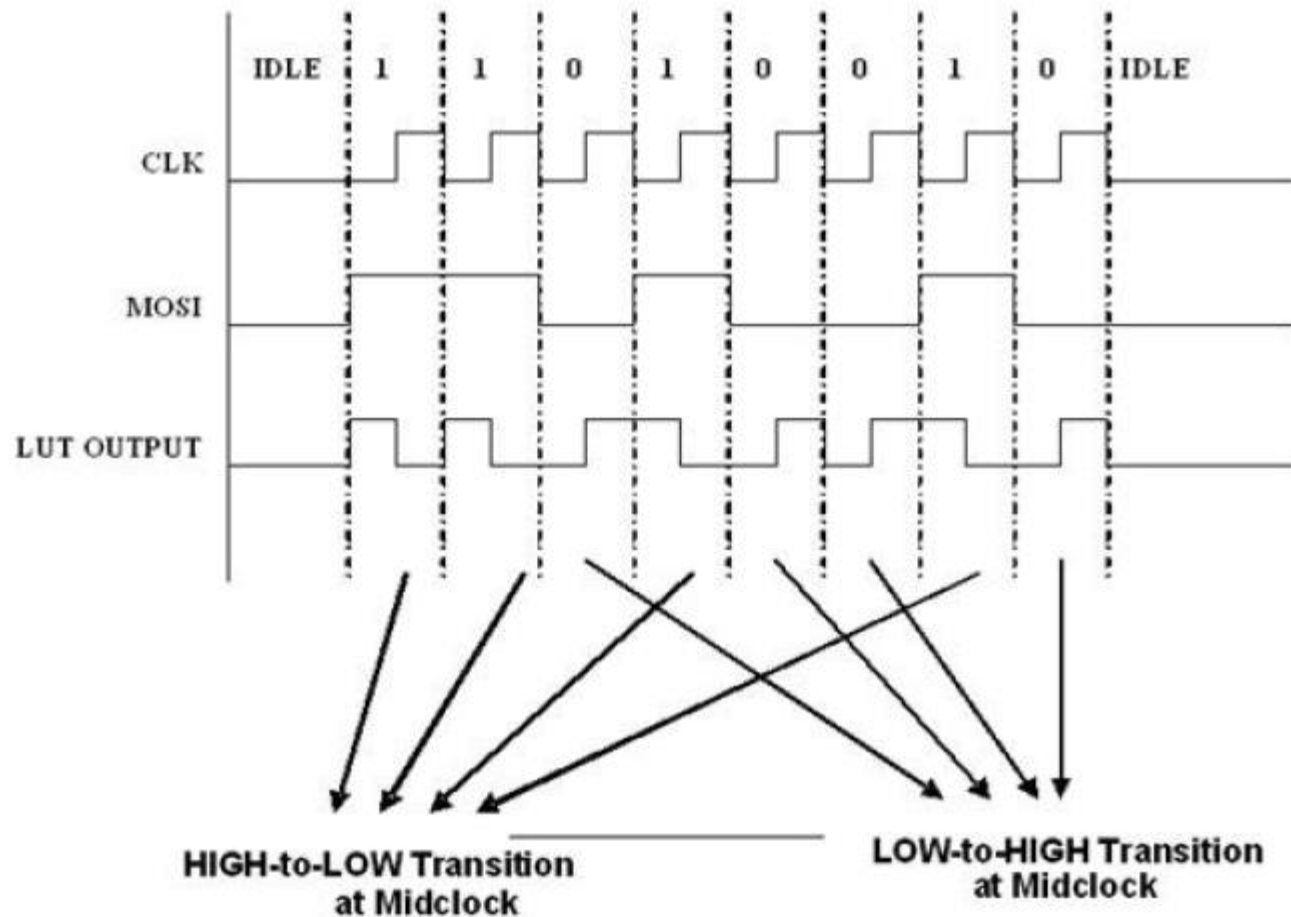 IDLE 1 1 0 1 0 0 1 0 IDLE
CLK
MOSI
LUT OUTPUT
HIGH-to-LOW Transition
at Midclock
LOW-to-HIGH Transition
at Midclock